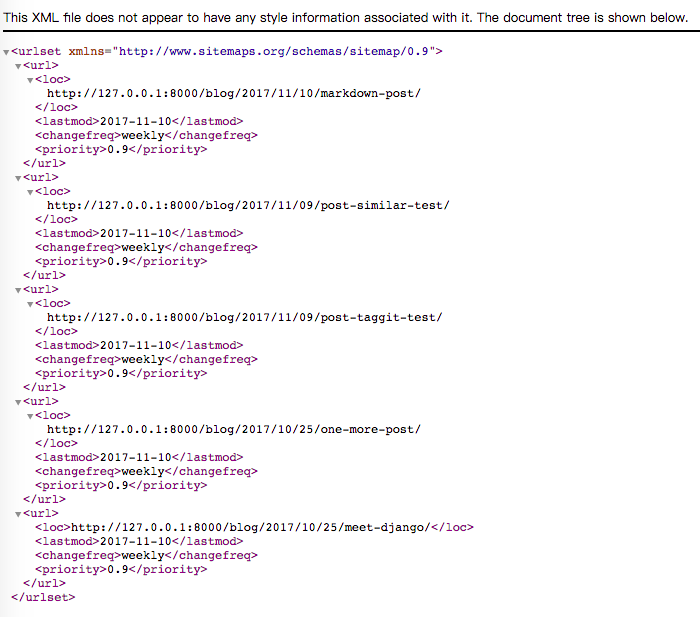 This XML file does not appear to have any style information associated with it. The document tree is shown below.
<urlset xmlns="http://www.sitemaps.org/schemas/sitemap/0.9">
<url>
<loc>
http://127.0.0.1:8000/blog/2017/11/10/markdown-post/
</loc>
<lastmod>2017-11-10</lastmod>
<changefreq>weekly</changefreq>
<priority>0.9</priority>
</url>
<url>
<loc>
http://127.0.0.1:8000/blog/2017/11/09/post-similar-test/
</loc>
<lastmod>2017-11-10</lastmod>
<changefreq>weekly</changefreq>
<priority>0.9</priority>
</url>
<url>
<loc>
http://127.0.0.1:8000/blog/2017/11/09/post-taggit-test/
</loc>
<lastmod>2017-11-10</lastmod>
<changefreq>weekly</changefreq>
<priority>0.9</priority>
</url>
<url>
<loc>
http://127.0.0.1:8000/blog/2017/10/25/one-more-post/
</loc>
<lastmod>2017-11-10</lastmod>
<changefreq>weekly</changefreq>
<priority>0.9</priority>
</url>
<url>
<loc>http://127.0.0.1:8000/blog/2017/10/25/meet-django/</loc>
<lastmod>2017-11-10</lastmod>
<changefreq>weekly</changefreq>
<priority>0.9</priority>
</url>
</urlset>